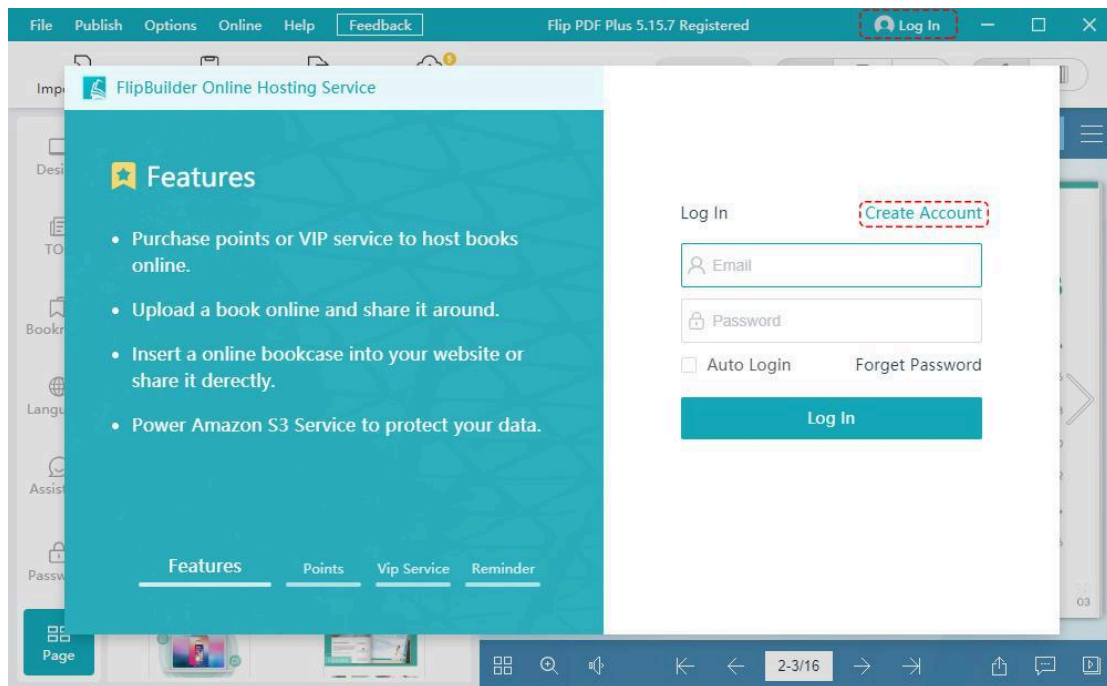 File Publish Options Online Help Feedback Flip PDF Plus 5.15.7 Registered Log In
FlipBuilder Online Hosting Service
Features
• Purchase points or VIP service to host books
online.
• Upload a book online and share it around.
• Insert a online bookcase into your website or
share it derectly.
• Power Amazon S3 Service to protect your data.
Features Points Vip Service Reminder
Log In Create Account
Email
Password
Auto Login Forget Password
Log In
Page
2-3/16
03